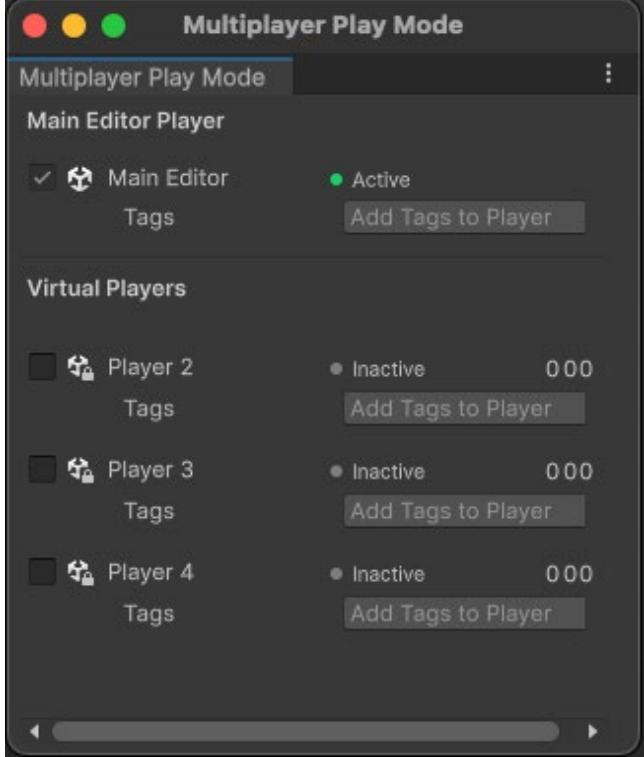 Multiplayer Play Mode
Multiplayer Play Mode
Main Editor Player
Main Editor Active
Tags Add Tags to Player
Virtual Players
Player 2 Inactive 000
Tags Add Tags to Player
Player 3 Inactive 000
Tags Add Tags to Player
Player 4 Inactive 000
Tags Add Tags to Player